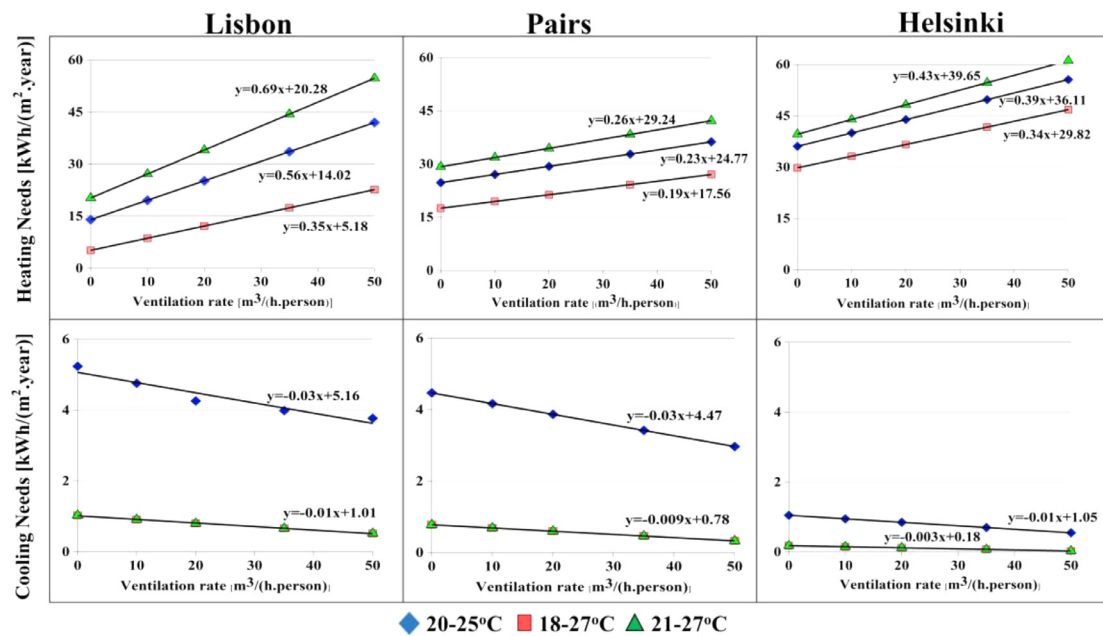 Lisbon
Pairs
Helsinki
Heating Needs [kWh/(m².year)]
60
45
30
15
0
y=0.69x+20.28
y=0.56x+14.02
y=0.35x+5.18
0 10 20 30 40 50
Ventilation rate [m³/(h.person)]
60
45
30
15
0
y=0.26x+29.24
y=0.23x+24.77
y=0.19x+17.56
0 10 20 30 40 50
Ventilation rate [(m³/h.person)]
60
45
30
15
0
y=0.43x+39.65
y=0.39x+36.11
y=0.34x+29.82
0 10 20 30 40 50
Ventilation rate [m³/(h.person)]
Cooling Needs [kWh/(m².year)]
6
4
2
0
y=-0.03x+5.16
y=-0.01x+1.01
0 10 20 30 40 50
Ventilation rate [m³/(h.person)]
6
4
2
0
y=-0.03x+4.47
y=-0.009x+0.78
0 10 20 30 40 50
Ventilation rate [m³/(h.person)]
6
4
2
0
y=-0.01x+1.05
y=-0.003x+0.18
0 10 20 30 40 50
Ventilation rate [m³/(h.person)]
20-25°C 18-27°C 21-27°C